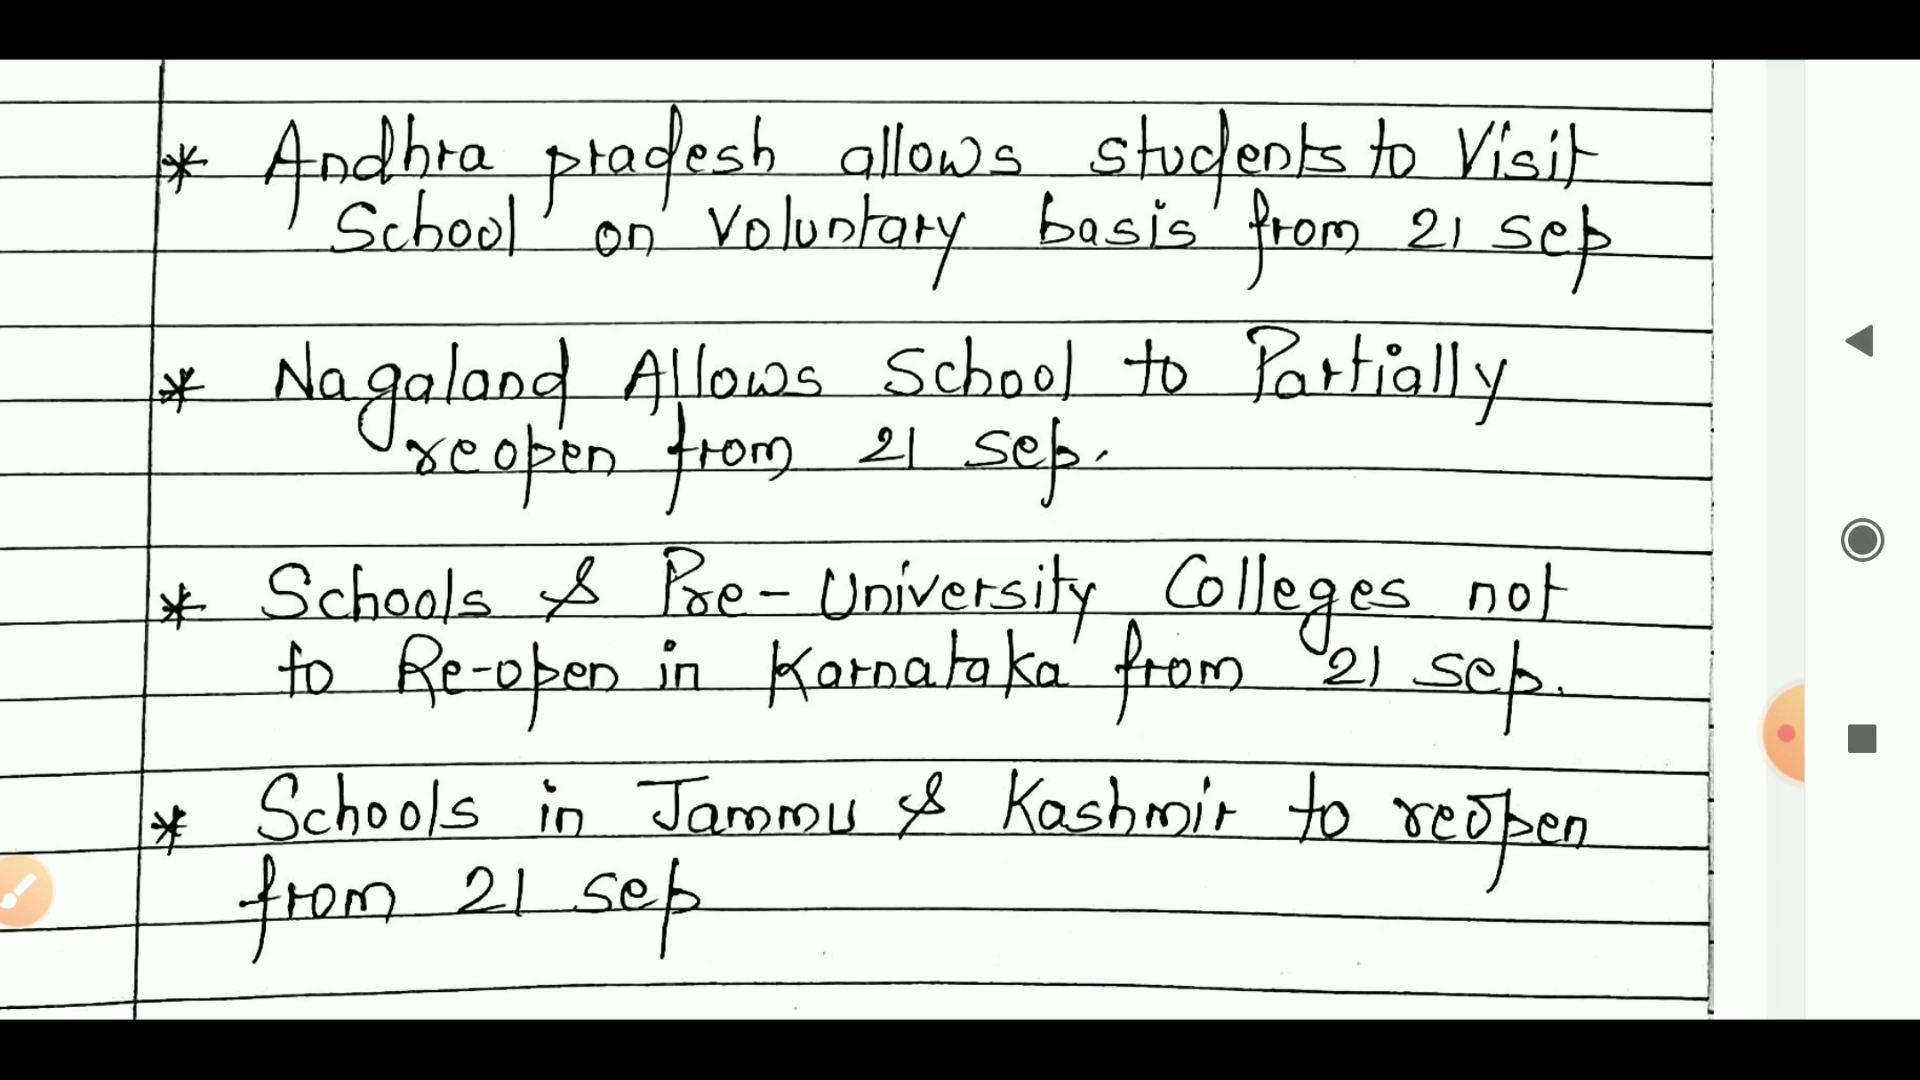 * Andhra pradesh allows students to Visit
School on Voluntary basis from 21 sep
* Nagaland Allows School to Partially
reopen from 21 sep.
* Schools & Pre-University Colleges not
to Re-open in Karnataka from 21 sep.
* Schools in Jammu & Kashmir to reopen
from 21 sep